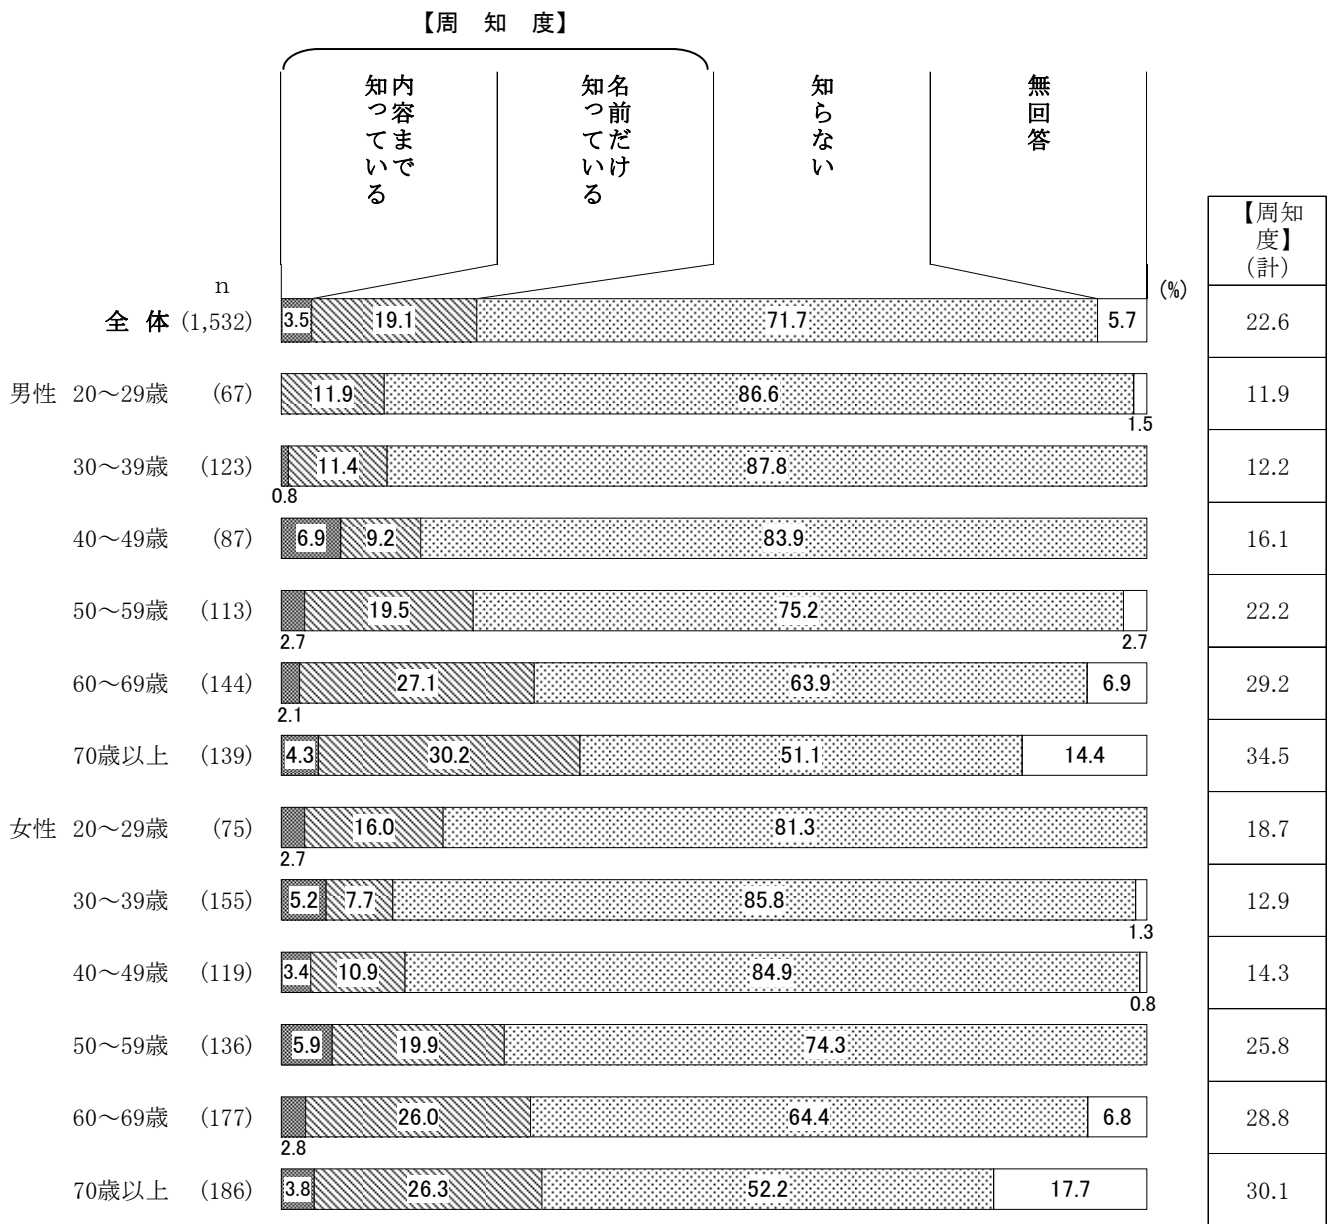 【周　知　度】
内容まで
知っている
名前だけ
知っている
知らない
無回答
【周知
度】
（計）
n
(%)
全 体 (1,532) 3.5 19.1 71.7 5.7 22.6
男性 20～29歳 (67) 11.9 86.6 1.5 11.9
30～39歳 (123) 0.8 11.4 87.8 12.2
40～49歳 (87) 6.9 9.2 83.9 16.1
50～59歳 (113) 2.7 19.5 75.2 2.7 22.2
60～69歳 (144) 2.1 27.1 63.9 6.9 29.2
70歳以上 (139) 4.3 30.2 51.1 14.4 34.5
女性 20～29歳 (75) 2.7 16.0 81.3 18.7
30～39歳 (155) 5.2 7.7 85.8 1.3 12.9
40～49歳 (119) 3.4 10.9 84.9 0.8 14.3
50～59歳 (136) 5.9 19.9 74.3 25.8
60～69歳 (177) 2.8 26.0 64.4 6.8 28.8
70歳以上 (186) 3.8 26.3 52.2 17.7 30.1